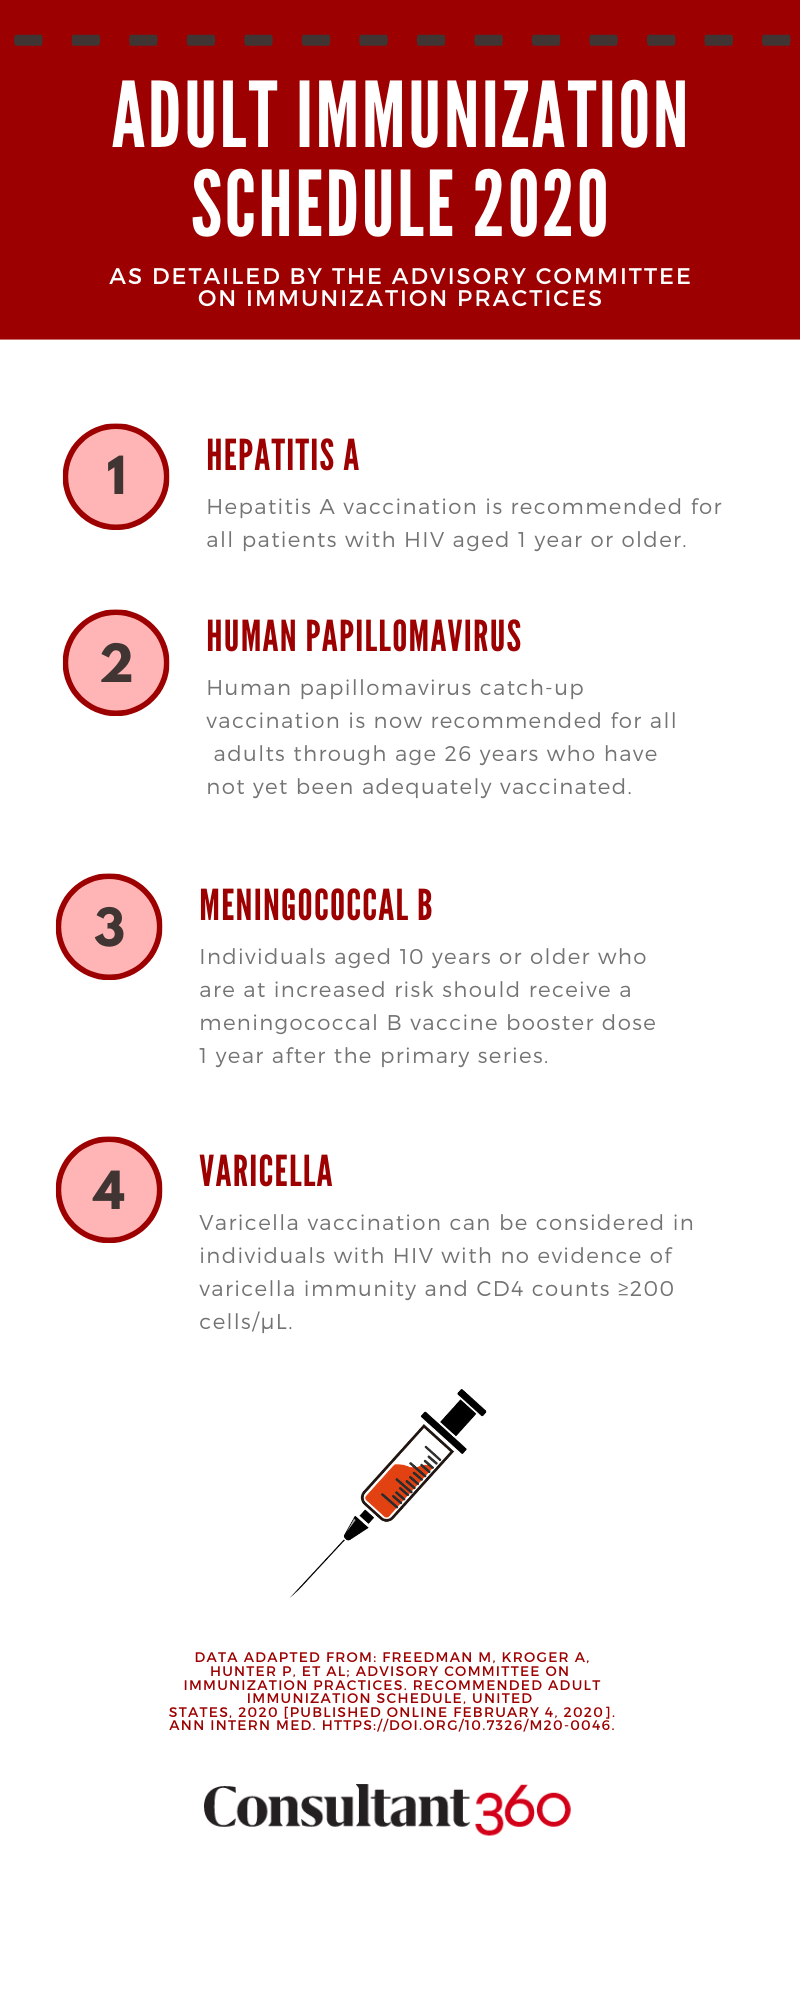 ADULT IMMUNIZATION
SCHEDULE 2020
AS DETAILED BY THE ADVISORY COMMITTEE
ON IMMUNIZATION PRACTICES
1
HEPATITIS A
Hepatitis A vaccination is recommended for
all patients with HIV aged 1 year or older.
2
HUMAN PAPILLOMAVIRUS
Human papillomavirus catch-up
vaccination is now recommended for all
adults through age 26 years who have
not yet been adequately vaccinated.
3
MENINGOCOCCAL B
Individuals aged 10 years or older who
are at increased risk should receive a
meningococcal B vaccine booster dose
1 year after the primary series.
4
VARICELLA
Varicella vaccination can be considered in
individuals with HIV with no evidence of
varicella immunity and CD4 counts ≥200
cells/µL.
DATA ADAPTED FROM: FREEDMAN M, KROGER A,
HUNTER P, ET AL; ADVISORY COMMITTEE ON
IMMUNIZATION PRACTICES. RECOMMENDED ADULT
IMMUNIZATION SCHEDULE, UNITED
STATES, 2020 [PUBLISHED ONLINE FEBRUARY 4, 2020].
ANN INTERN MED. HTTPS://DOI.ORG/10.7326/M20-0046.
Consultant360